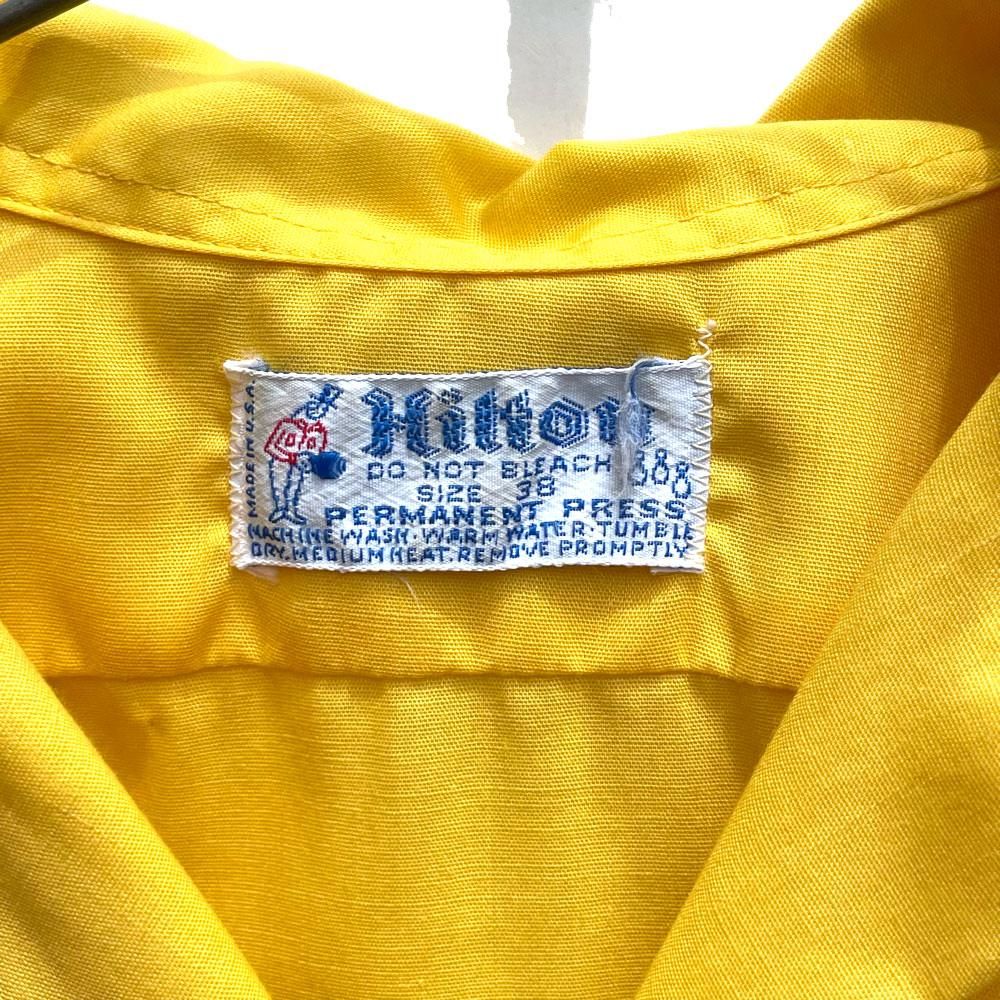 MADE IN U.S.A.
Hilton
DO NOT BLEACH
SIZE 38
PERMANENT PRESS
MACHINE WASH. WARM WATER. TUMBLE
DRY. MEDIUM HEAT. REMOVE PROMPTLY